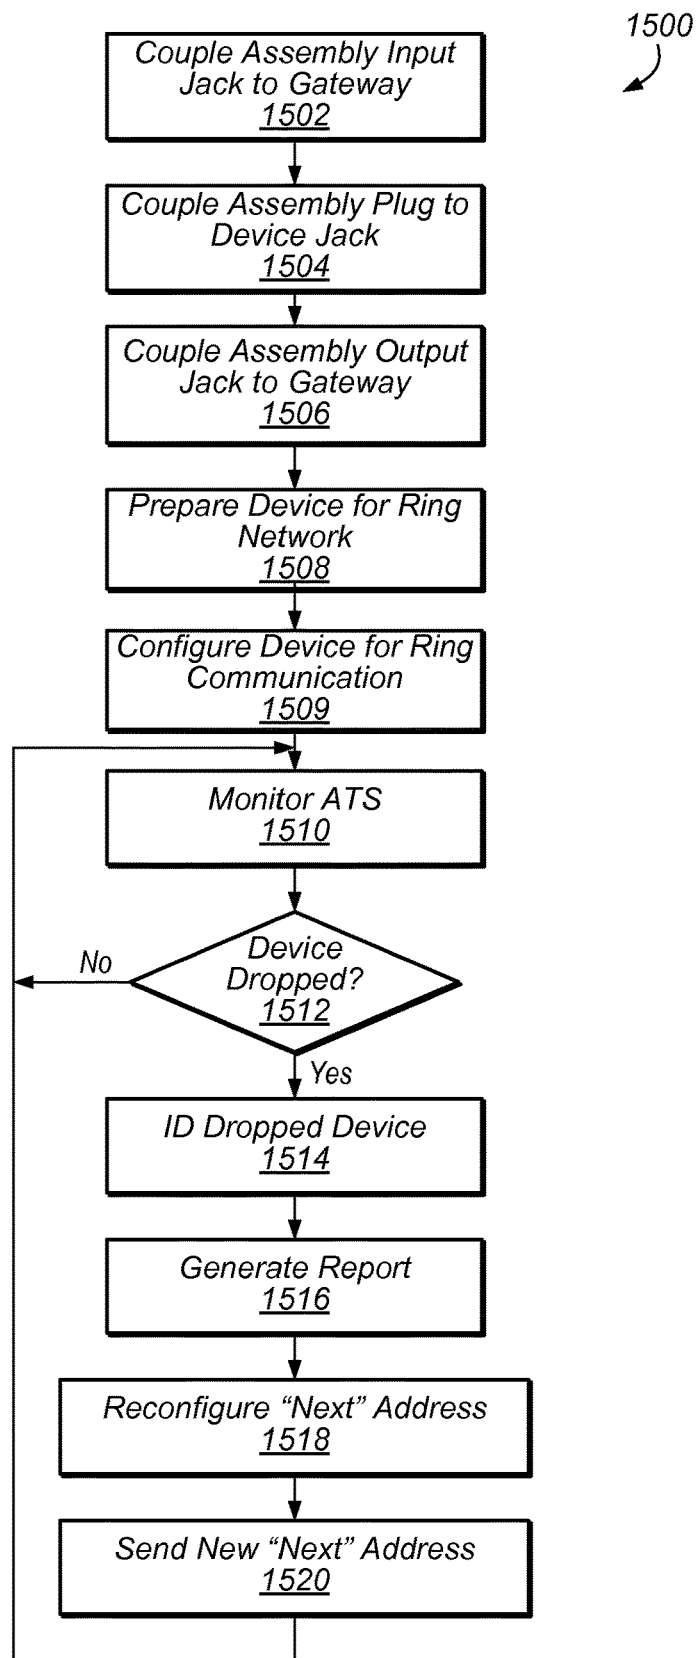 1500
Couple Assembly Input
Jack to Gateway
1502
Couple Assembly Plug to
Device Jack
1504
Couple Assembly Output
Jack to Gateway
1506
Prepare Device for Ring
Network
1508
Configure Device for Ring
Communication
1509
Monitor ATS
1510
Device
Dropped?
1512
No
Yes
ID Dropped Device
1514
Generate Report
1516
Reconfigure “Next” Address
1518
Send New “Next” Address
1520